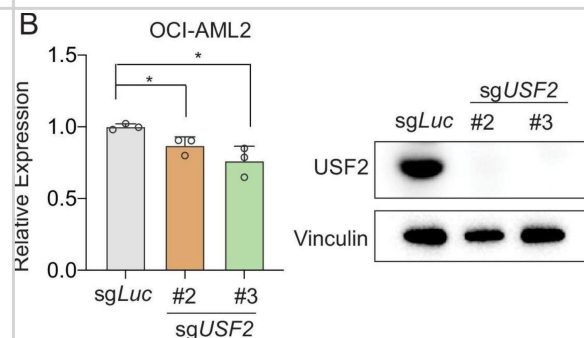 B
OCI-AML2
Relative Expression
1.5
1.0
0.5
0.0
*
*
sgLuc #2 #3
sgUSF2
sgUSF2
sgLuc #2 #3
USF2
Vinculin